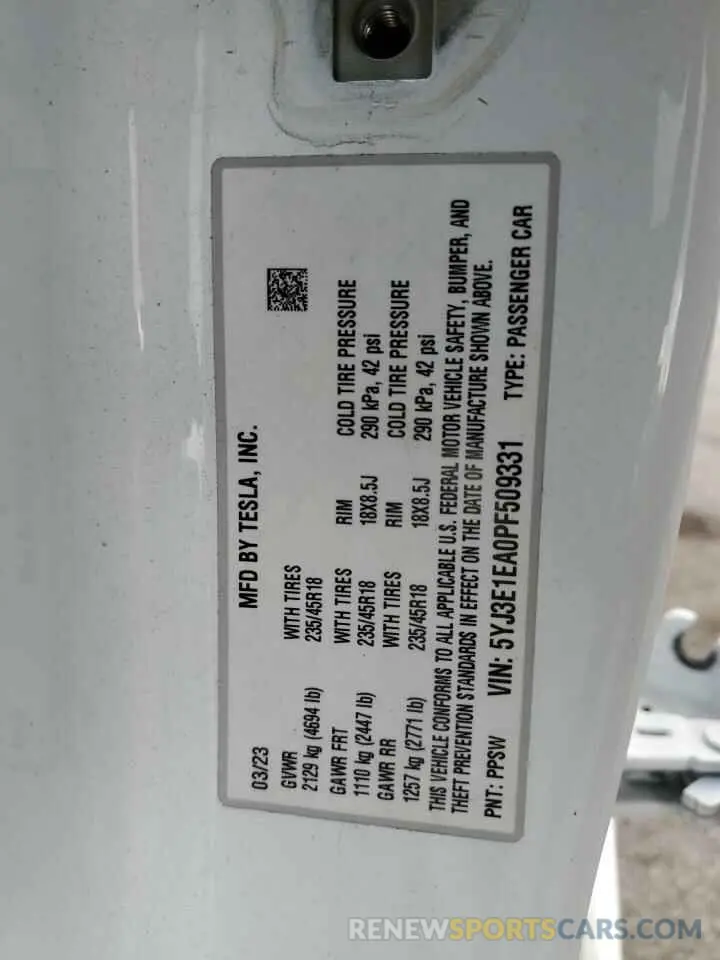 MFD BY TESLA, INC.
03/23
GVWR WITH TIRES
2129 kg (4694 lb) 235/45R18
GAWR FRT WITH TIRES RIM COLD TIRE PRESSURE
1110 kg (2447 lb) 235/45R18 18X8.5J 290 kPa, 42 psi
GAWR RR WITH TIRES RIM COLD TIRE PRESSURE
1257 kg (2771 lb) 235/45R18 18X8.5J 290 kPa, 42 psi
THIS VEHICLE CONFORMS TO ALL APPLICABLE U.S. FEDERAL MOTOR VEHICLE SAFETY, BUMPER, AND
THEFT PREVENTION STANDARDS IN EFFECT ON THE DATE OF MANUFACTURE SHOWN ABOVE.
PNT: PPSW VIN: 5YJ3E1EA0PF509331 TYPE: PASSENGER CAR
RENEWSPORTSCARS.COM